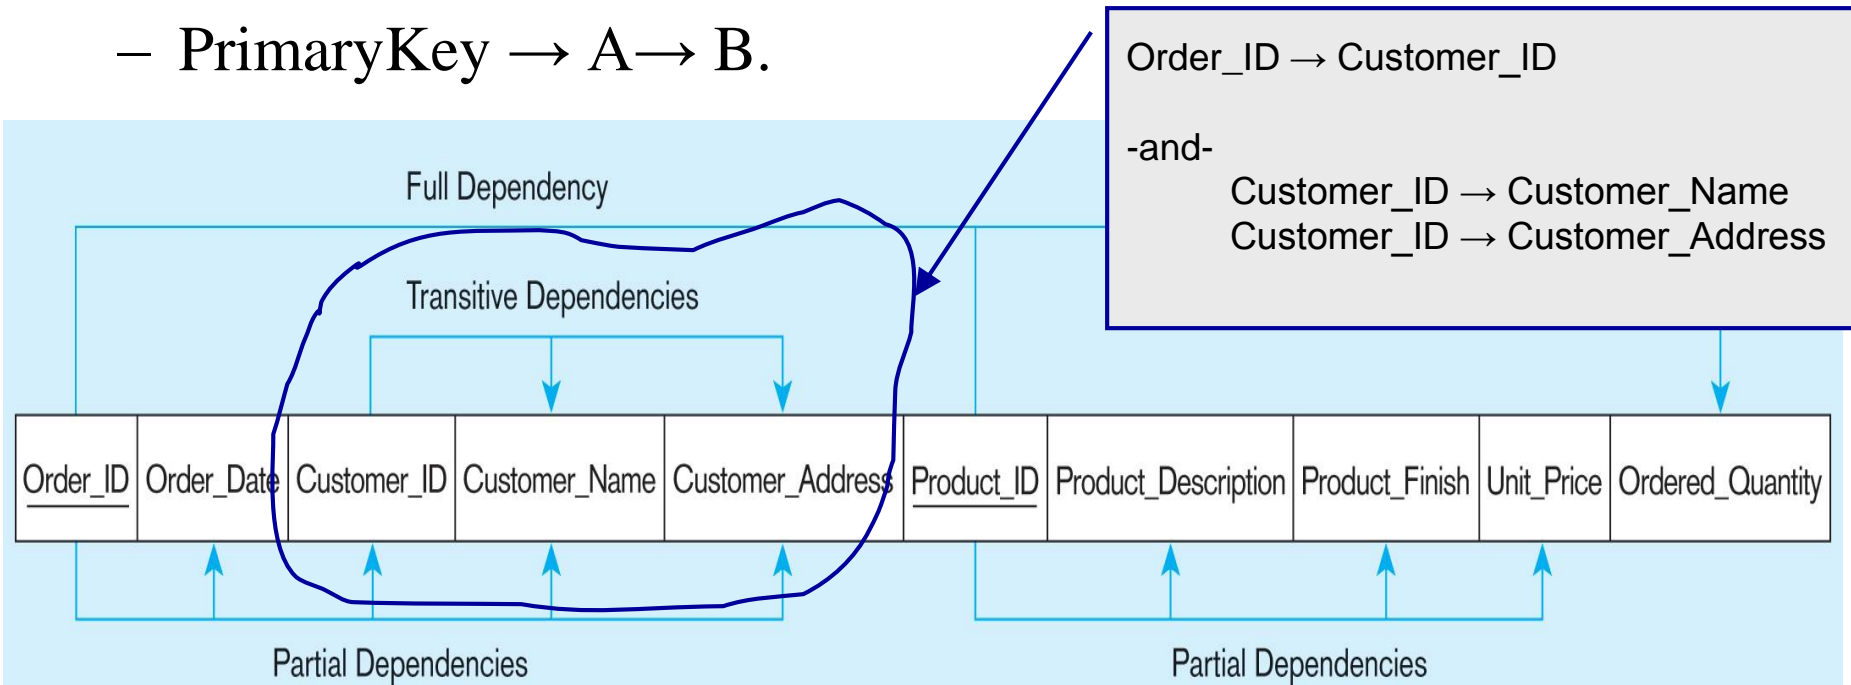 – PrimaryKey → A→ B.
Order_ID → Customer_ID
-and-
Customer_ID → Customer_Name
Customer_ID → Customer_Address
Full Dependency
Transitive Dependencies
Order_ID Order_Date Customer_ID Customer_Name Customer_Address Product_ID Product_Description Product_Finish Unit_Price Ordered_Quantity
Partial Dependencies Partial Dependencies